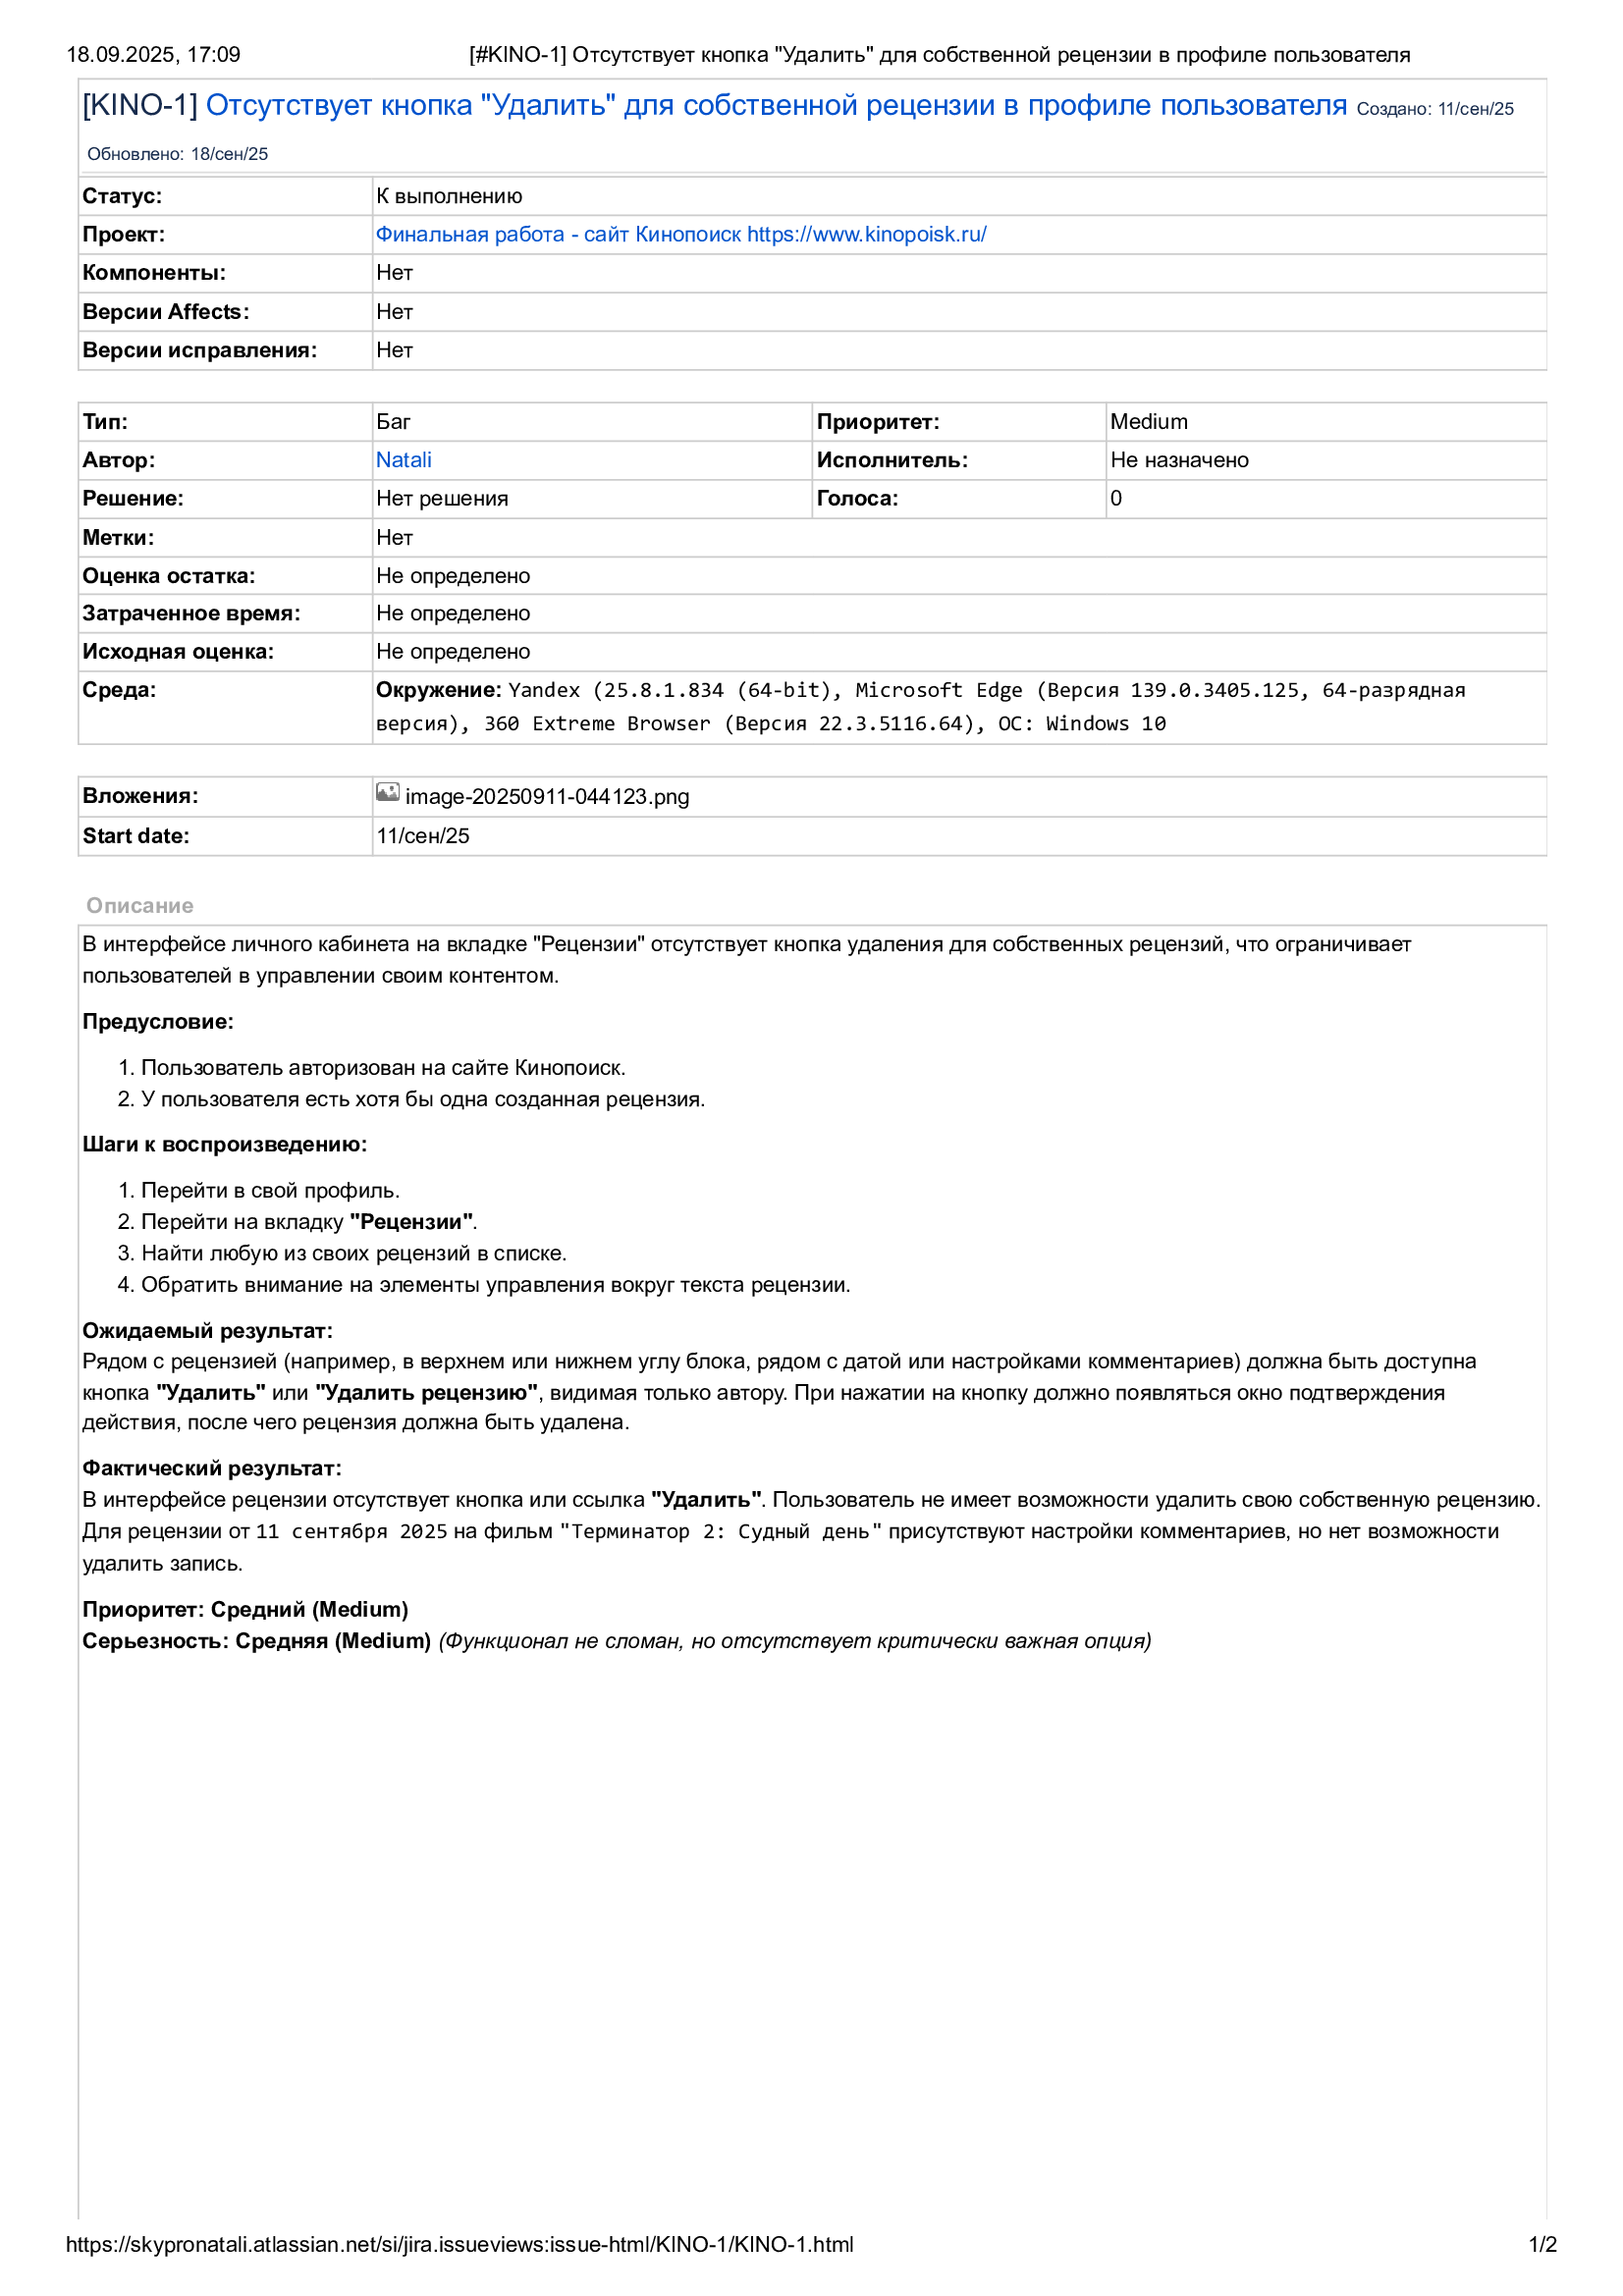 18.09.2025, 17:09 [#KINO-1] Отсутствует кнопка "Удалить" для собственной рецензии в профиле пользователя
[KINO-1] Отсутствует кнопка "Удалить" для собственной рецензии в профиле пользователя Создано: 11/сен/25
Обновлено: 18/сен/25
Статус: К выполнению
Проект: Финальная работа - сайт Кинопоиск https://www.kinopoisk.ru/
Компоненты: Нет
Версии Affects: Нет
Версии исправления: Нет
Тип: Баг Приоритет: Medium
Автор: Natali Исполнитель: Не назначено
Решение: Нет решения Голоса: 0
Метки: Нет
Оценка остатка: Не определено
Затраченное время: Не определено
Исходная оценка: Не определено
Среда: Окружение: Yandex (25.8.1.834 (64-bit), Microsoft Edge (Версия 139.0.3405.125, 64-разрядная
версия), 360 Extreme Browser (Версия 22.3.5116.64), ОС: Windows 10
Вложения: image-20250911-044123.png
Start date: 11/сен/25
Описание
В интерфейсе личного кабинета на вкладке "Рецензии" отсутствует кнопка удаления для собственных рецензий, что ограничивает
пользователей в управлении своим контентом.
Предусловие:
1. Пользователь авторизован на сайте Кинопоиск.
2. У пользователя есть хотя бы одна созданная рецензия.
Шаги к воспроизведению:
1. Перейти в свой профиль.
2. Перейти на вкладку "Рецензии".
3. Найти любую из своих рецензий в списке.
4. Обратить внимание на элементы управления вокруг текста рецензии.
Ожидаемый результат:
Рядом с рецензией (например, в верхнем или нижнем углу блока, рядом с датой или настройками комментариев) должна быть доступна
кнопка "Удалить" или "Удалить рецензию", видимая только автору. При нажатии на кнопку должно появляться окно подтверждения
действия, после чего рецензия должна быть удалена.
Фактический результат:
В интерфейсе рецензии отсутствует кнопка или ссылка "Удалить". Пользователь не имеет возможности удалить свою собственную рецензию.
Для рецензии от 11 сентября 2025 на фильм "Терминатор 2: Судный день" присутствуют настройки комментариев, но нет возможности
удалить запись.
Приоритет: Средний (Medium)
Серьезность: Средняя (Medium) (Функционал не сломан, но отсутствует критически важная опция)
https://skypronatali.atlassian.net/si/jira.issueviews:issue-html/KINO-1/KINO-1.html 1/2